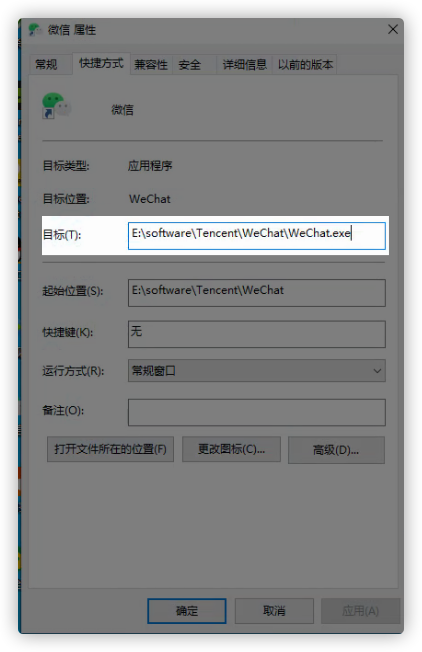 微信 属性
常规 快捷方式 兼容性 安全 详细信息 以前的版本
微信
目标类型: 应用程序
目标位置: WeChat
目标(T): E:\software\Tencent\WeChat\WeChat.exe
起始位置(S): E:\software\Tencent\WeChat
快捷键(K): 无
运行方式(R): 常规窗口
备注(O):
打开文件所在的位置(F) 更改图标(C)... 高级(D)...
确定 取消 应用(A)